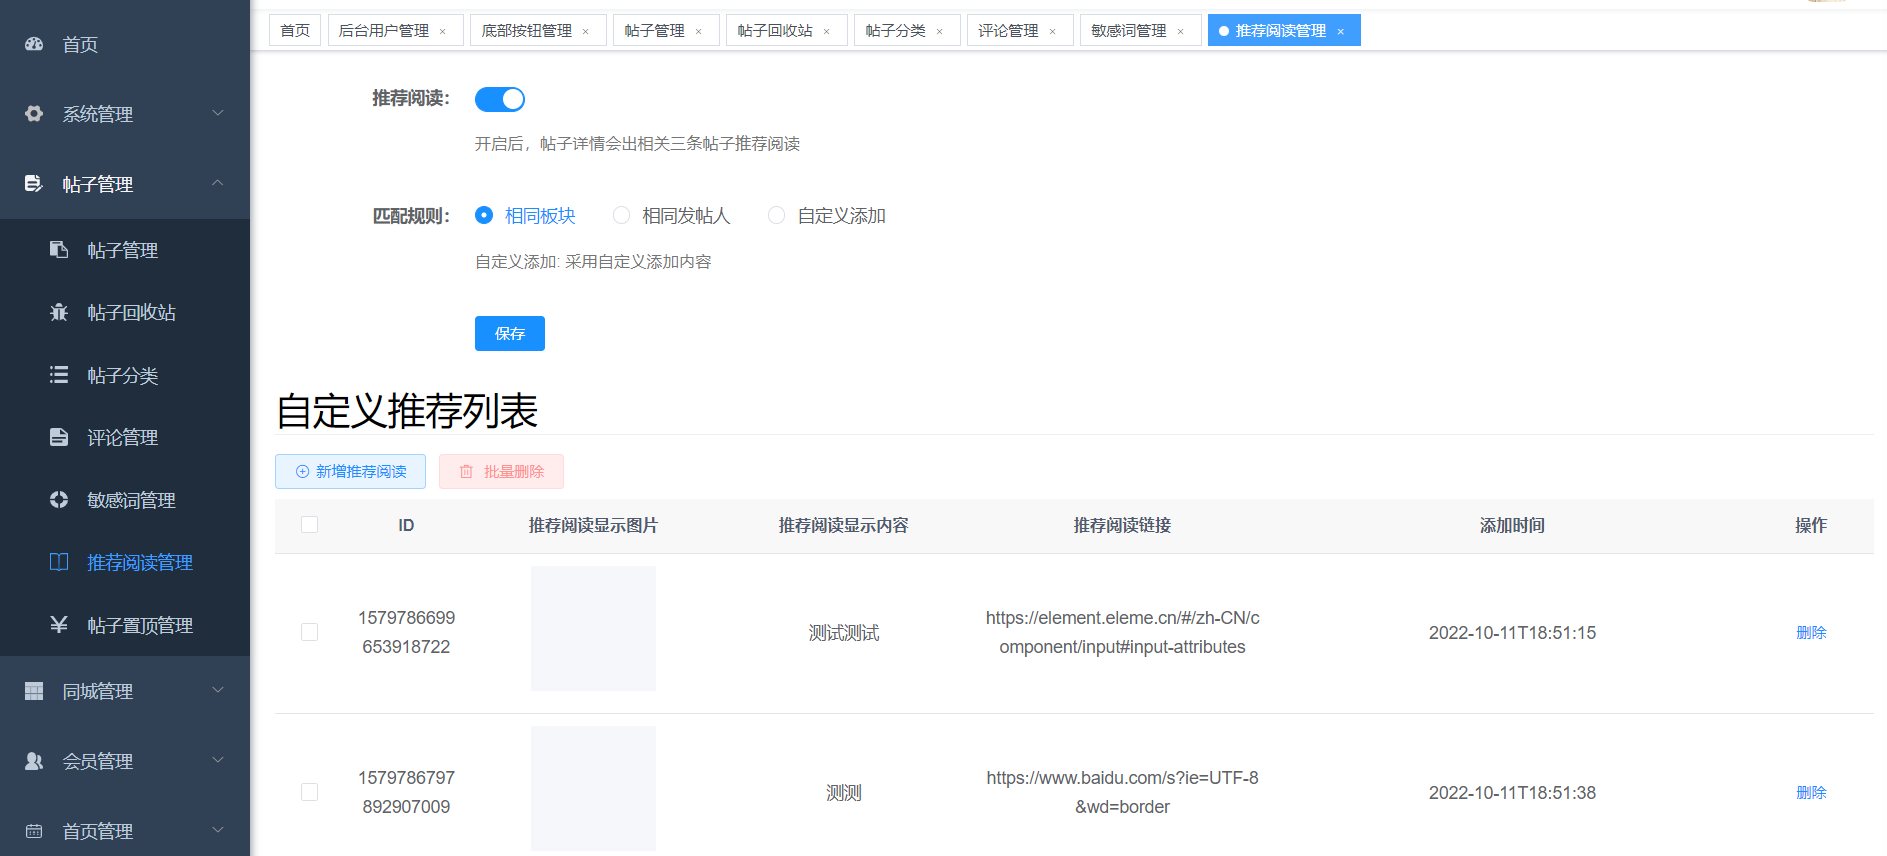 首页
系统管理
帖子管理
帖子管理
帖子回收站
帖子分类
评论管理
敏感词管理
推荐阅读管理
帖子置顶管理
同城管理
会员管理
首页管理
首页 后台用户管理 × 底部按钮管理 × 帖子管理 × 帖子回收站 × 帖子分类 × 评论管理 × 敏感词管理 × 推荐阅读管理 ×
推荐阅读：
开启后，帖子详情会出相关三条帖子推荐阅读
匹配规则： 相同板块 相同发帖人 自定义添加
自定义添加: 采用自定义添加内容
保存
自定义推荐列表
新增推荐阅读 批量删除
ID 推荐阅读显示图片 推荐阅读显示内容 推荐阅读链接 添加时间 操作
1579786699
653918722
测试测试
https://element.eleme.cn/#/zh-CN/c
omponent/input#input-attributes
2022-10-11T18:51:15
删除
1579786797
892907009
测测
https://www.baidu.com/s?ie=UTF-8
&wd=border
2022-10-11T18:51:38
删除